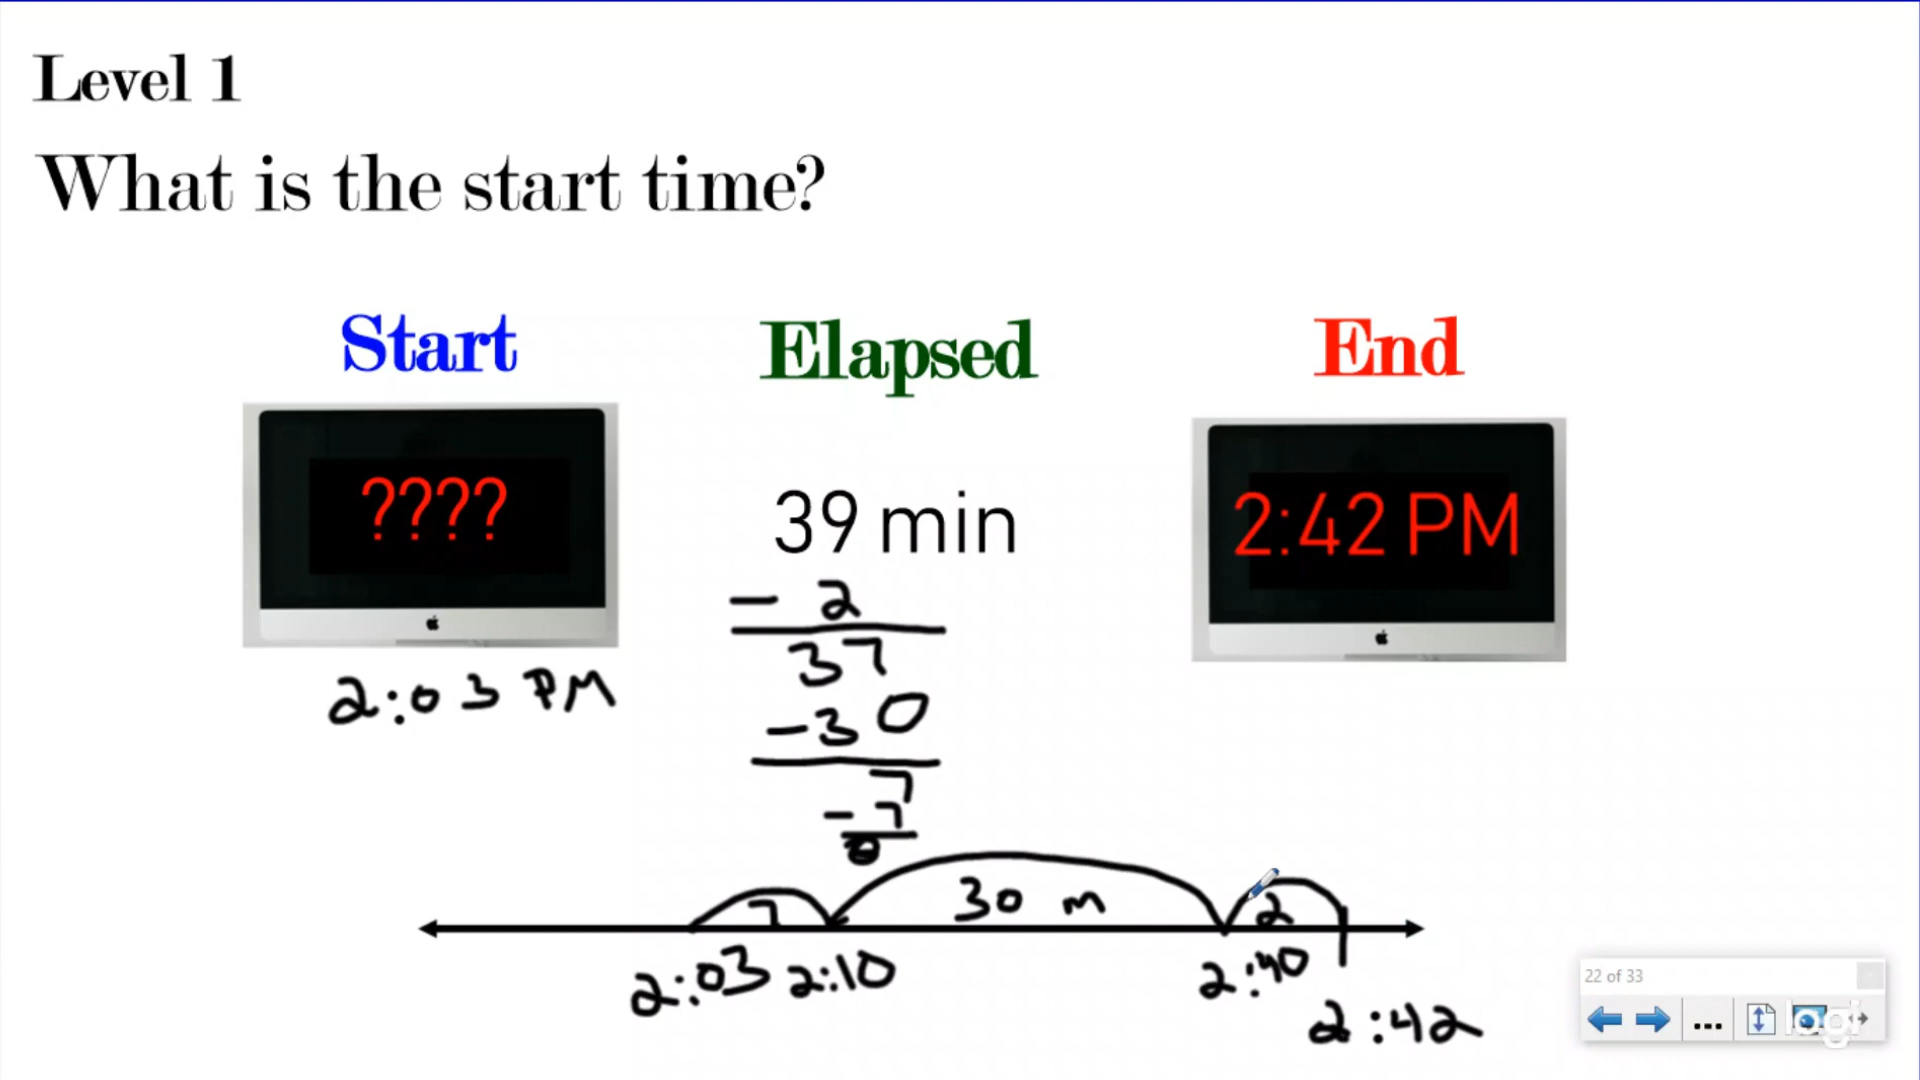 Level 1
What is the start time?
Start
Elapsed
End
????
39 min
2:42 PM
- 2
37
2:03 PM
-30
7
- 7
0
7
30 m
2
2:03
2:10
2:40
2:42
22 of 33
...
logi